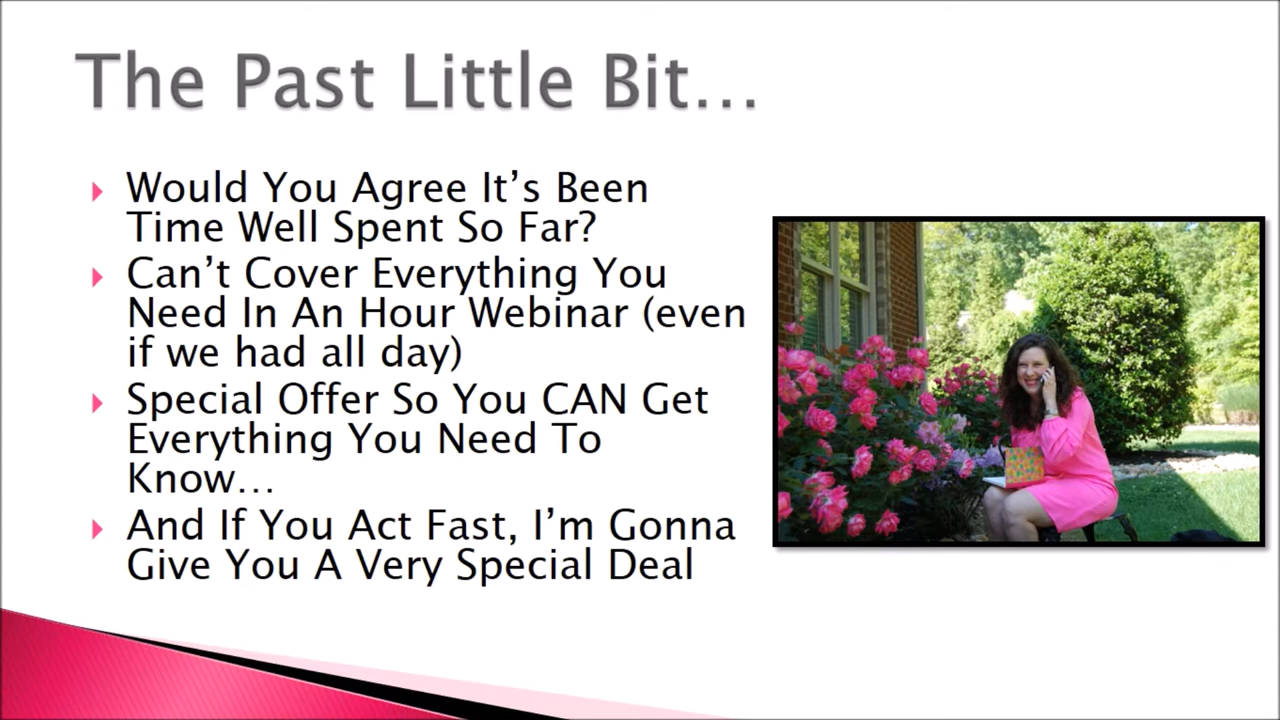 The Past Little Bit...
Would You Agree It's Been
Time Well Spent So Far?
Can't Cover Everything You
Need In An Hour Webinar (even
if we had all day)
Special Offer So You CAN Get
Everything You Need To
Know...
And If You Act Fast, I'm Gonna
Give You A Very Special Deal